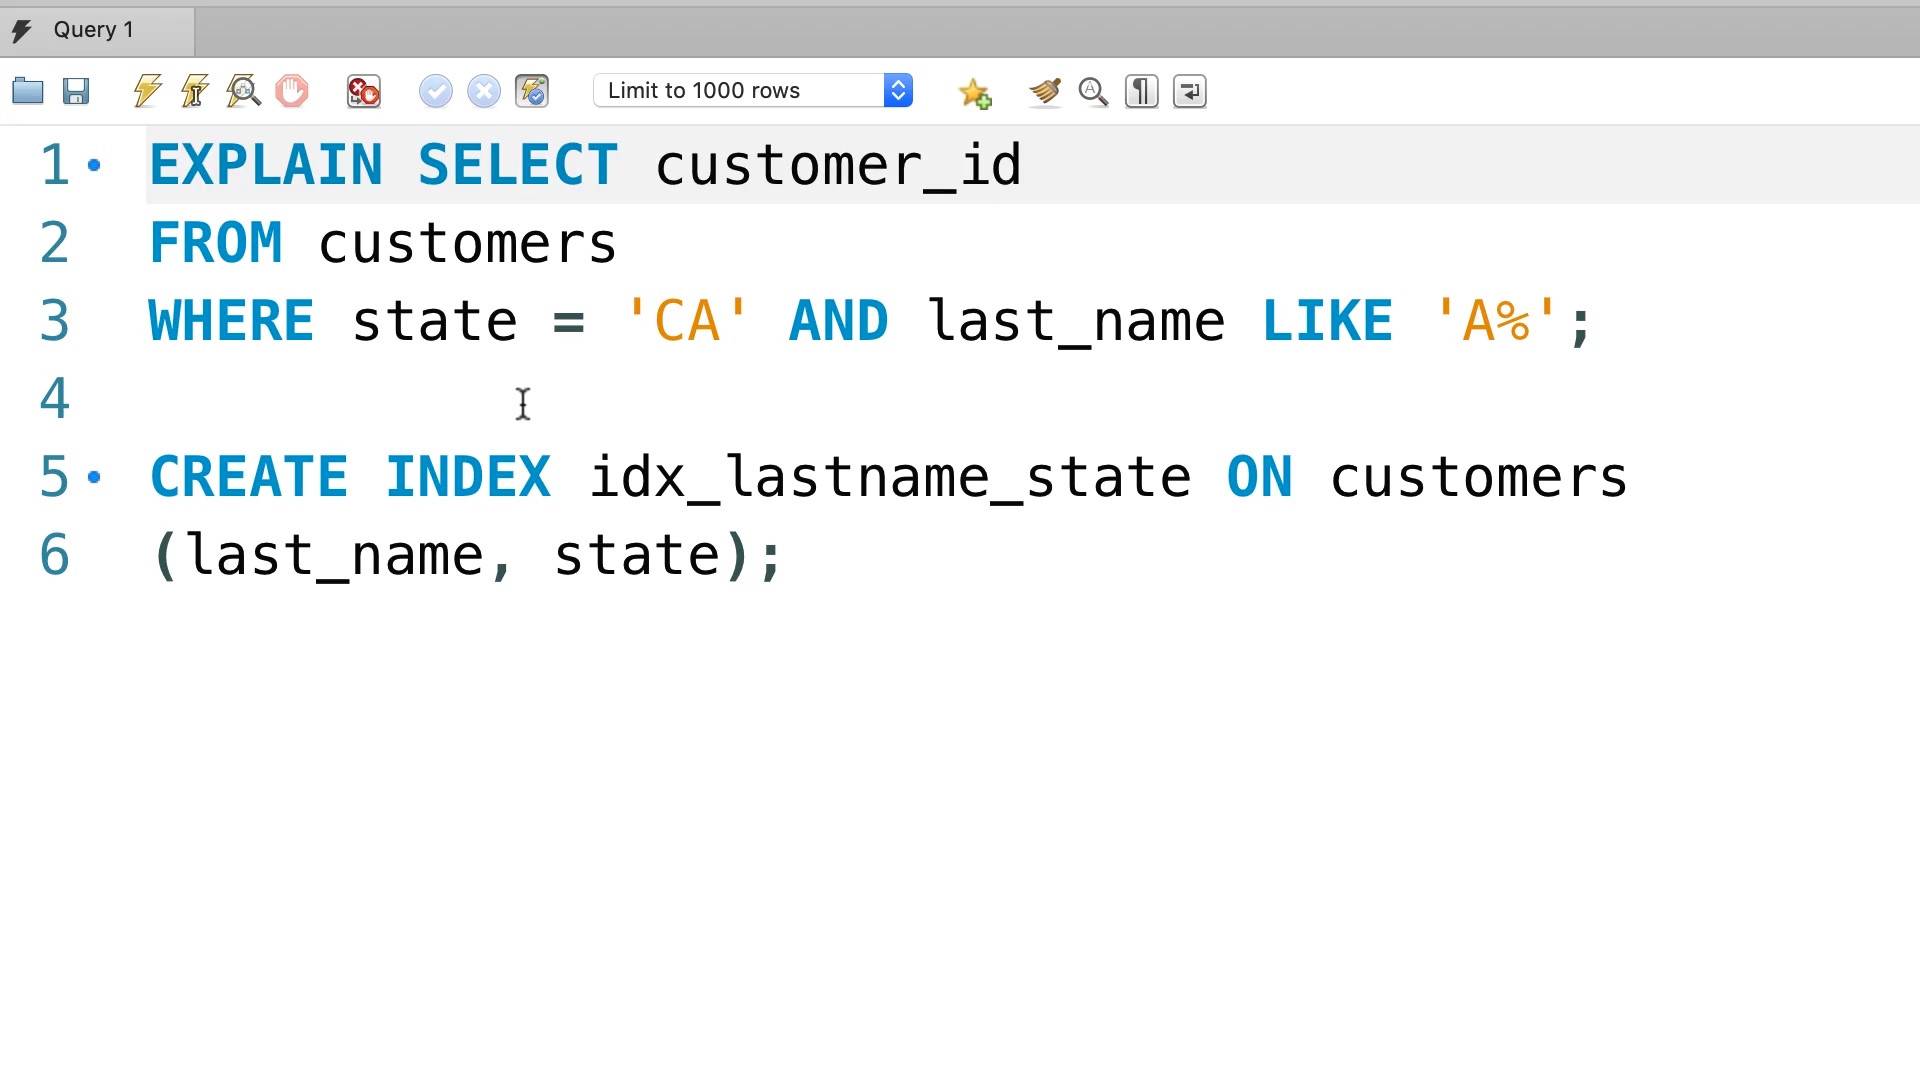 Query 1
Limit to 1000 rows
1 EXPLAIN SELECT customer_id
2 FROM customers
3 WHERE state = 'CA' AND last_name LIKE 'A%';
4
5 CREATE INDEX idx_lastname_state ON customers
6 (last_name, state);